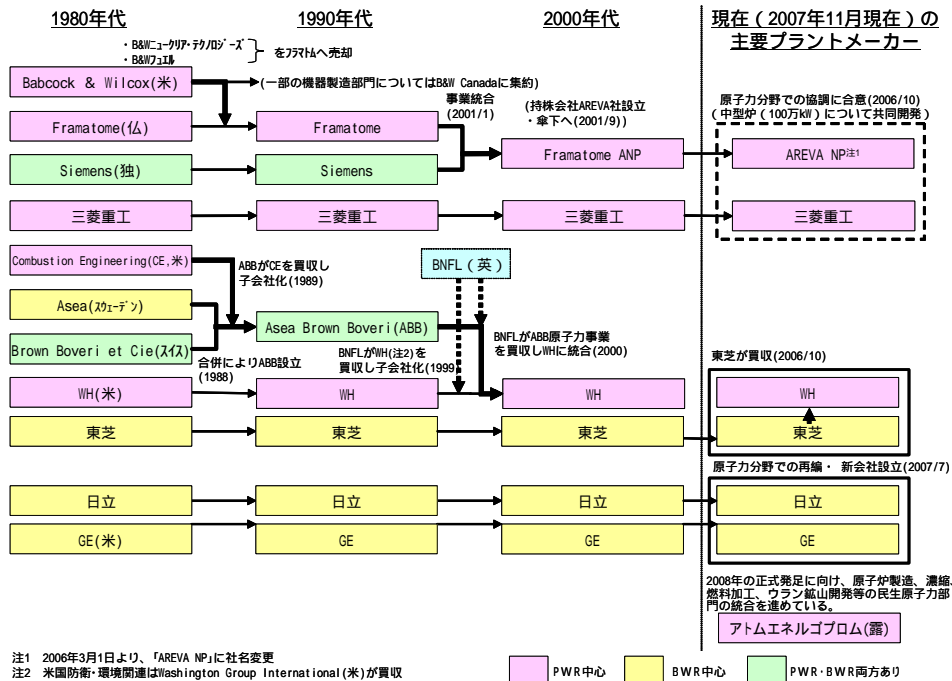 1980年代
1990年代
2000年代
現在(2007年11月現在)の
主要プラントメーカー
・B&Wニュークリア・テクノロジーズ
・B&Wフュエル
をフラマトムへ売却
Babcock & Wilcox(米)
(一部の機器製造部門についてはB&W Canadaに集約)
事業統合
(2001/1)
(持株会社AREVA社設立
・傘下へ(2001/9))
原子力分野での協調に合意(2006/10)
(中型炉(100万kW)について共同開発)
Framatome(仏)
Framatome
Framatome ANP
AREVA NP注1
Siemens(独)
Siemens
三菱重工
三菱重工
三菱重工
三菱重工
Combustion Engineering(CE,米)
ABBがCEを買収し
子会社化(1989)
BNFL(英)
Asea(スウェーデン)
Asea Brown Boveri(ABB)
Brown Boveri et Cie(スイス)
合併によりABB設立
(1988)
BNFLがWH(注2)を
買収し子会社化(1999)
BNFLがABB原子力事業
を買収しWHに統合(2000)
東芝が買収(2006/10)
WH(米)
WH
WH
WH
東芝
東芝
東芝
東芝
原子力分野での再編・ 新会社設立(2007/7)
日立
日立
日立
日立
GE(米)
GE
GE
GE
2008年の正式発足に向け、原子炉製造、濃縮、
燃料加工、ウラン鉱山開発等の民生原子力部
門の統合を進めている。
アトムエネルゴプロム(露)
注1 2006年3月1日より、「AREVA NP」に社名変更
注2 米国防衛・環境関連はWashington Group International(米)が買収
PWR中心
BWR中心
PWR・BWR両方あり